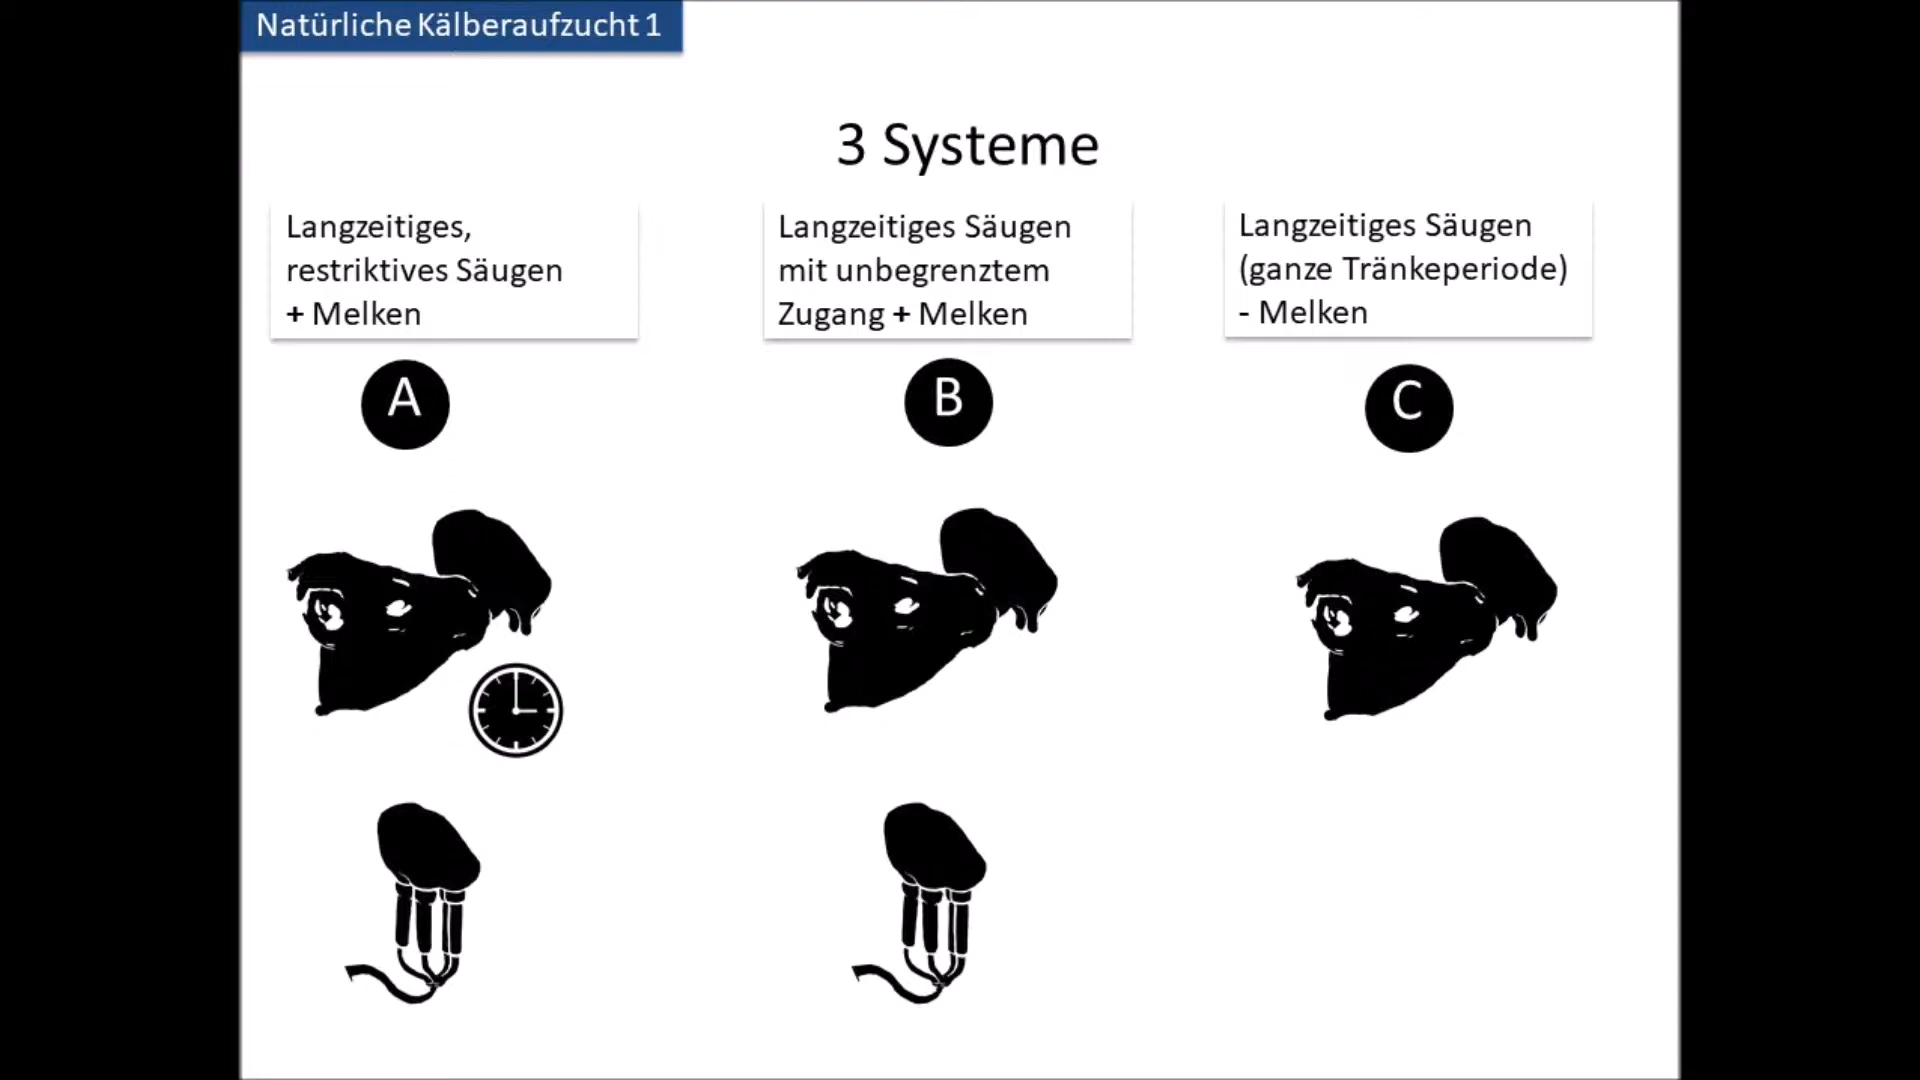 Natürliche Kälberaufzucht 1
3 Systeme
Langzeitiges,
restriktives Säugen
+ Melken
A
Langzeitiges Säugen
mit unbegrenztem
Zugang + Melken
B
Langzeitiges Säugen
(ganze Tränkeperiode)
- Melken
C